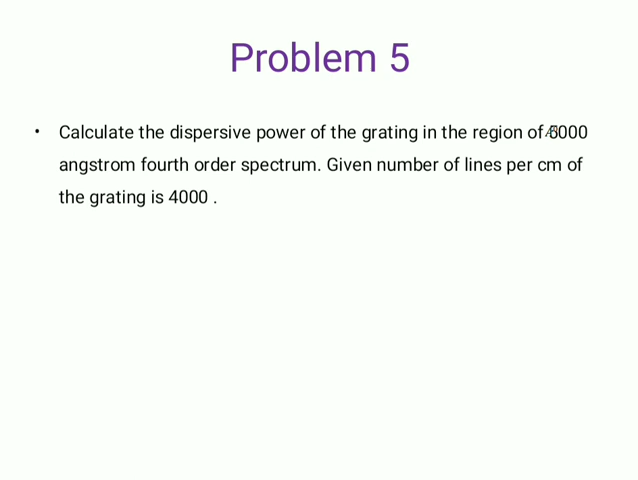 Problem 5
• Calculate the dispersive power of the grating in the region of
angstrom fourth order spectrum. Given number of lines per cm of
the grating is 4000 .